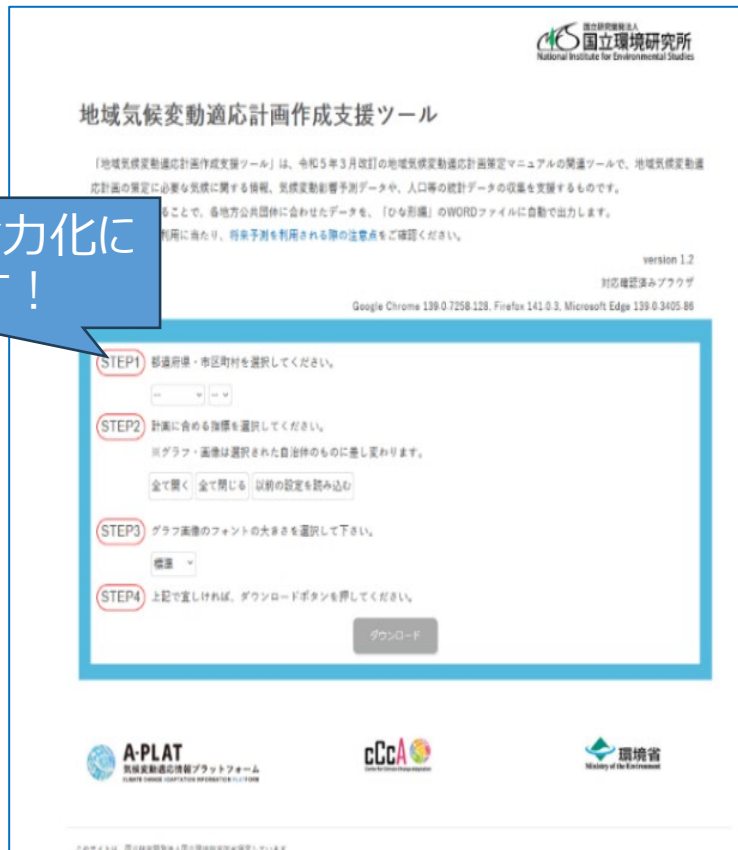 国立研究開発法人
国立環境研究所
National Institute for Environmental Studies
地域気候変動適応計画作成支援ツール
「地域気候変動適応計画作成支援ツール」は、令和5年3月改訂の地域気候変動適応計画策定マニュアルの関連ツールで、地域気候変動適
応計画の策定に必要な気候に関する情報、気候変動影響予測データや、人口等の統計データの収集を支援するものです。
ることで、各地方公共団体に合わせたデータを、「ひな形編」のWORDファイルに自動で出力します。
利用に当たり、将来予測を利用される際の注意点をご確認ください。
力化に
す！
version 1.2
対応確認済みブラウザ
Google Chrome 139.0.7258.128, Firefox 141.0.3, Microsoft Edge 139.0.3405.86
STEP1 都道府県・市区町村を選択してください。
-- --
STEP2 計画に含める指標を選択してください。
※グラフ・画像は選択された自治体のものに差し変わります。
全て開く 全て閉じる 以前の設定を読み込む
STEP3 グラフ画像のフォントの大きさを選択して下さい。
標準
STEP4 上記で宜しければ、ダウンロードボタンを押してください。
ダウンロード
A-PLAT
気候変動適応情報プラットフォーム
CLIMATE CHANGE ADAPTATION INFORMATION PLATFORM
CCCA
Center for Climate Change Adaptation
環境省
Ministry of the Environment